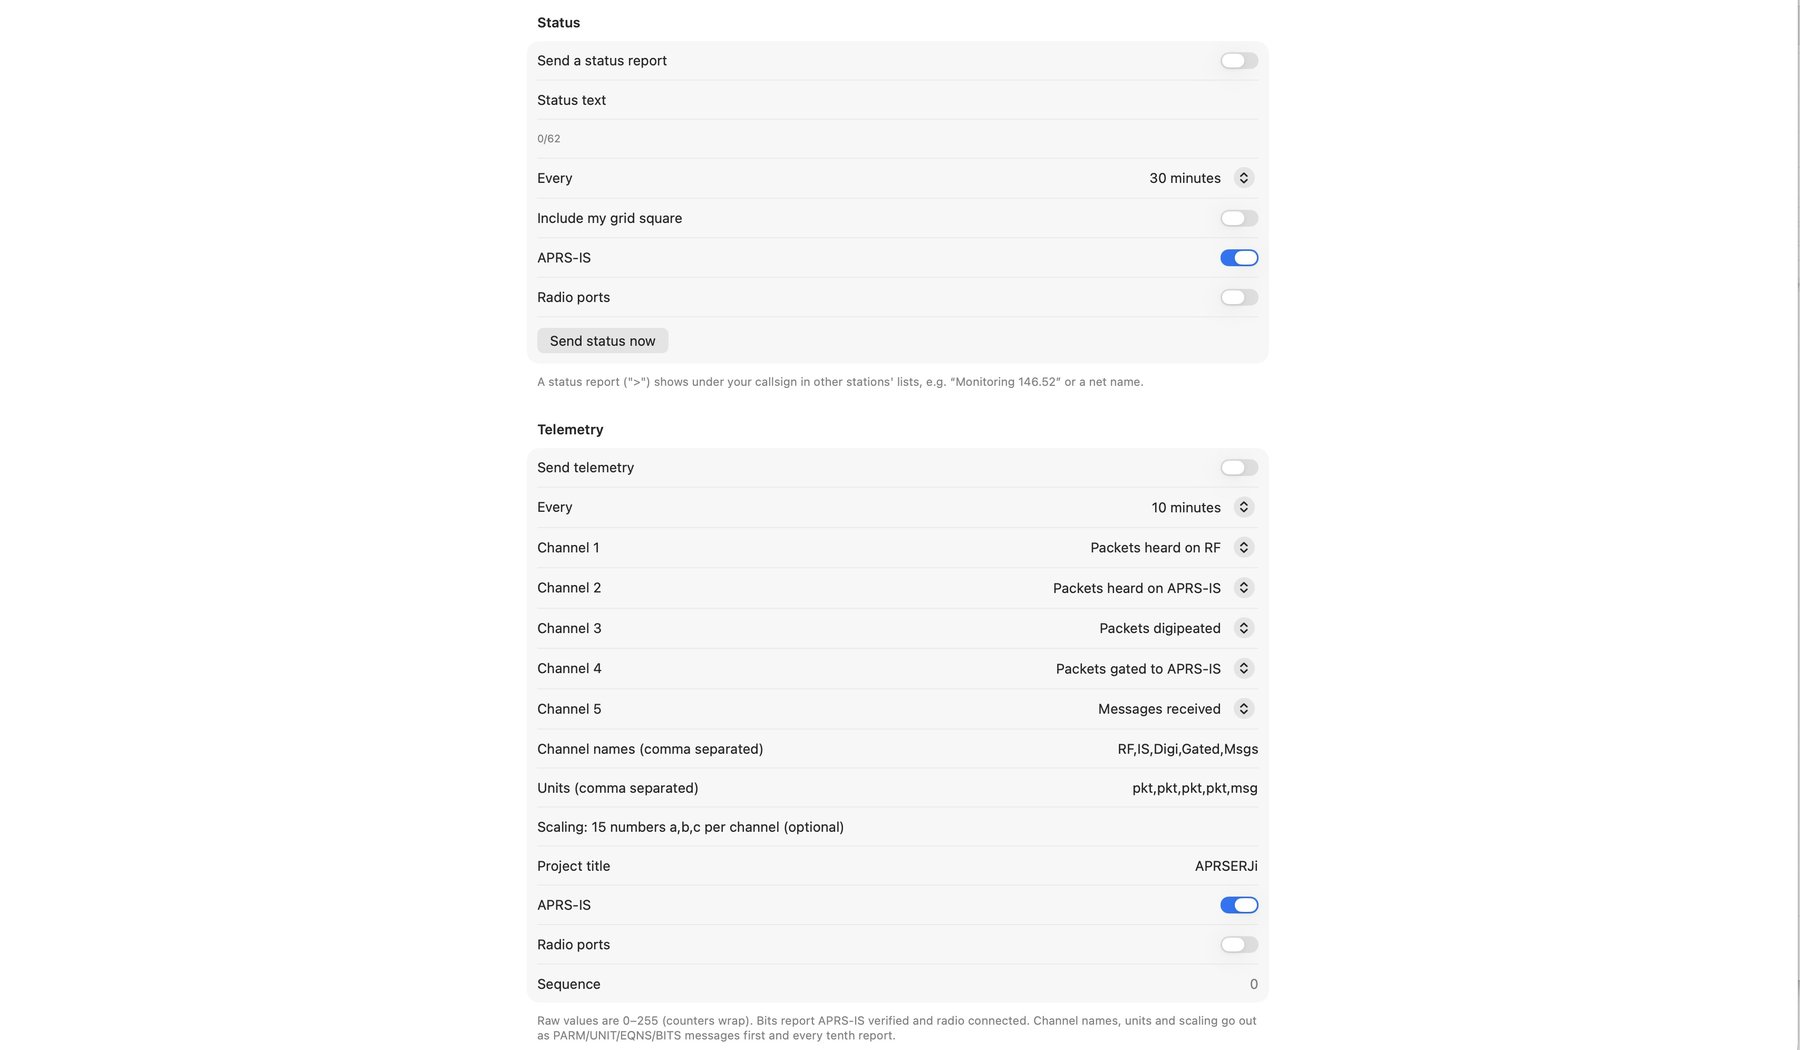 Status
Send a status report
Status text
0/62
Every 30 minutes
Include my grid square
APRS-IS
Radio ports
Send status now
A status report (">") shows under your callsign in other stations' lists, e.g. “Monitoring 146.52” or a net name.
Telemetry
Send telemetry
Every 10 minutes
Channel 1 Packets heard on RF
Channel 2 Packets heard on APRS-IS
Channel 3 Packets digipeated
Channel 4 Packets gated to APRS-IS
Channel 5 Messages received
Channel names (comma separated) RF,IS,Digi,Gated,Msgs
Units (comma separated) pkt,pkt,pkt,pkt,msg
Scaling: 15 numbers a,b,c per channel (optional)
Project title APRSERJi
APRS-IS
Radio ports
Sequence 0
Raw values are 0–255 (counters wrap). Bits report APRS-IS verified and radio connected. Channel names, units and scaling go out
as PARM/UNIT/EQNS/BITS messages first and every tenth report.